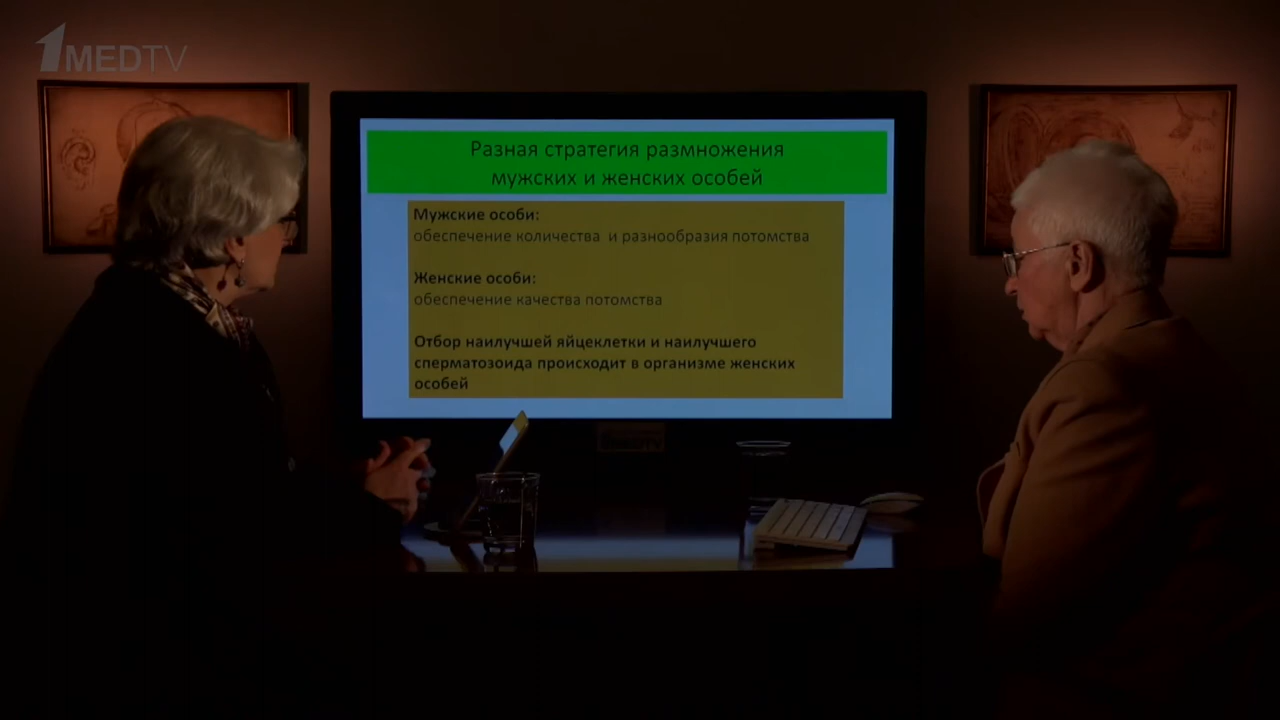 1MEDTV
Разная стратегия размножения
мужских и женских особей
Мужские особи:
обеспечение количества и разнообразия потомства
Женские особи:
обеспечение качества потомства
Отбор наилучшей яйцеклетки и наилучшего
сперматозоида происходит в организме женских
особей